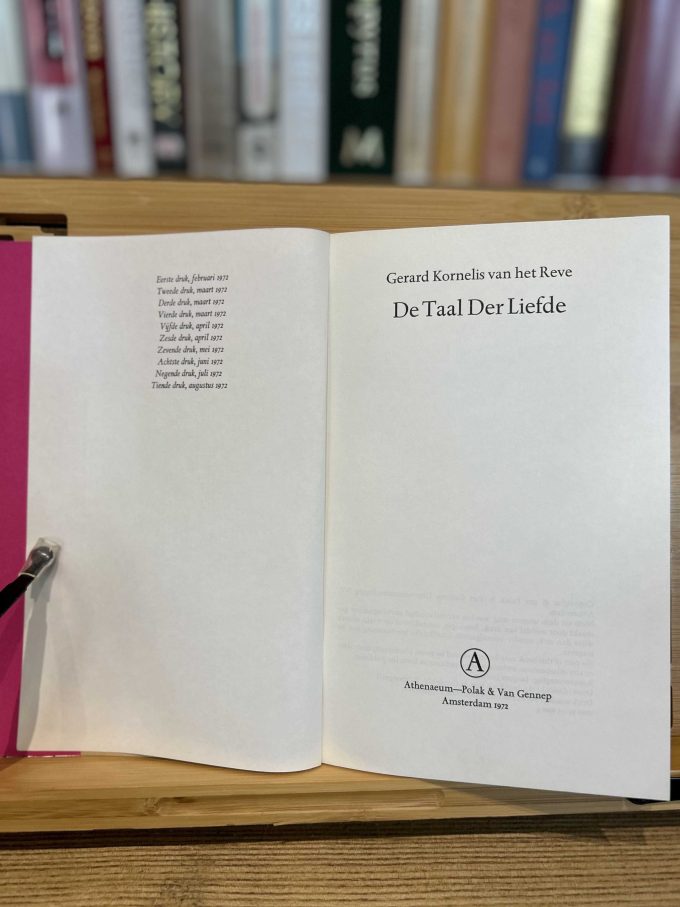 HISTORY
Papyrus
Eerste druk, februari 1972
Tweede druk, maart 1972
Derde druk, maart 1972
Vierde druk, maart 1972
Vijfde druk, april 1972
Zesde druk, april 1972
Zevende druk, mei 1972
Achtste druk, juni 1972
Negende druk, juli 1972
Tiende druk, augustus 1972
Gerard Kornelis van het Reve
De Taal Der Liefde
A
Athenaeum—Polak & Van Gennep
Amsterdam 1972